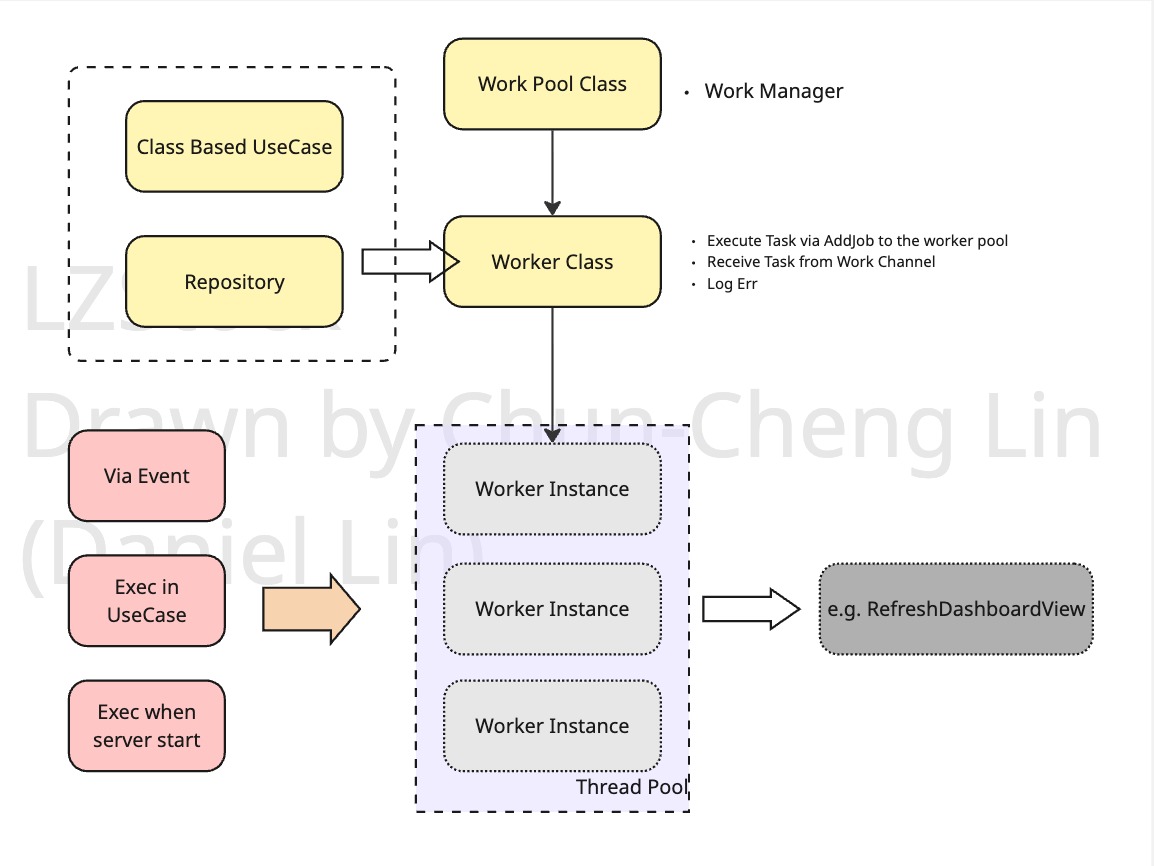 Work Pool Class
• Work Manager
Class Based UseCase
Repository
Worker Class
• Execute Task via AddJob to the worker pool
• Receive Task from Work Channel
• Log Err
LZStock
Drawn by Chun-Cheng Lin
(Daniel Lin)
Via Event
Exec in
UseCase
Exec when
server start
Worker Instance
Worker Instance
Worker Instance
Thread Pool
e.g. RefreshDashboardView